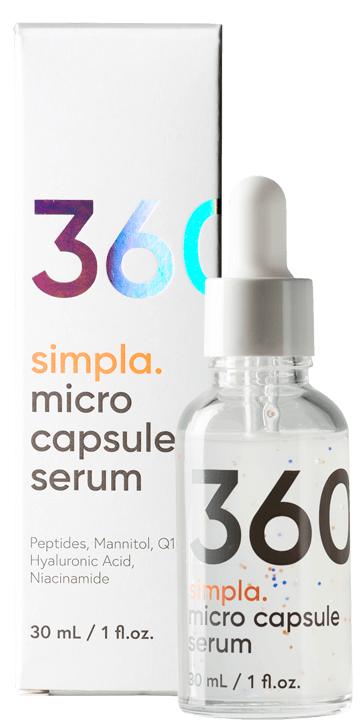 360
simpla.
micro
capsule
serum
Peptides, Mannitol, Q1
Hyaluronic Acid,
Niacinamide
30 mL / 1 fl.oz.
360
simpla.
micro capsule
serum
30 mL / 1 fl.oz.